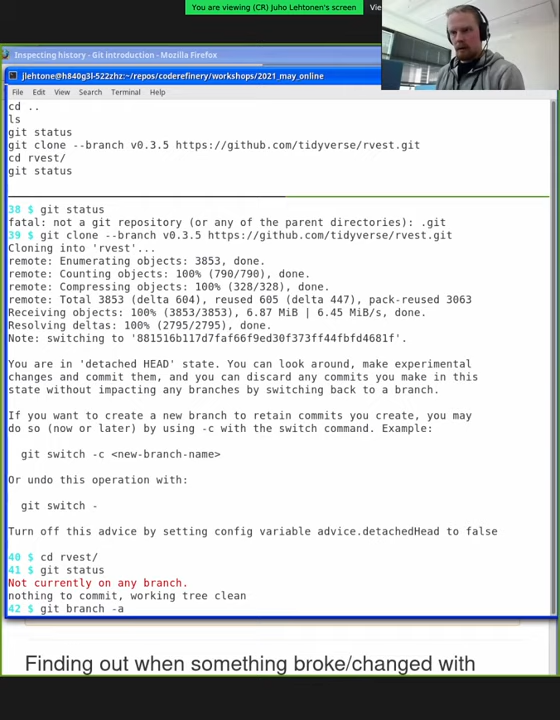 You are viewing (CR) Juho Lehtonen's screen
Vie
Inspecting history - Git introduction - Mozilla Firefox
jlehtone@h840g3l-522zhz:~/repos/coderefinery/workshops/2021_may_online
File Edit View Search Terminal Help
cd ..
ls
git status
git clone --branch v0.3.5 https://github.com/tidyverse/rvest.git
cd rvest/
git status
38 $ git status
fatal: not a git repository (or any of the parent directories): .git
39 $ git clone --branch v0.3.5 https://github.com/tidyverse/rvest.git
Cloning into 'rvest'...
remote: Enumerating objects: 3853, done.
remote: Counting objects: 100% (790/790), done.
remote: Compressing objects: 100% (328/328), done.
remote: Total 3853 (delta 604), reused 605 (delta 447), pack-reused 3063
Receiving objects: 100% (3853/3853), 6.87 MiB | 6.45 MiB/s, done.
Resolving deltas: 100% (2795/2795), done.
Note: switching to '881516b117d7faf66f9ed30f373ff44fbfd4681f'.
You are in 'detached HEAD' state. You can look around, make experimental
changes and commit them, and you can discard any commits you make in this
state without impacting any branches by switching back to a branch.
If you want to create a new branch to retain commits you create, you may
do so (now or later) by using -c with the switch command. Example:
git switch -c <new-branch-name>
Or undo this operation with:
git switch -
Turn off this advice by setting config variable advice.detachedHead to false
40 $ cd rvest/
41 $ git status
Not currently on any branch.
nothing to commit, working tree clean
42 $ git branch -a
Finding out when something broke/changed with